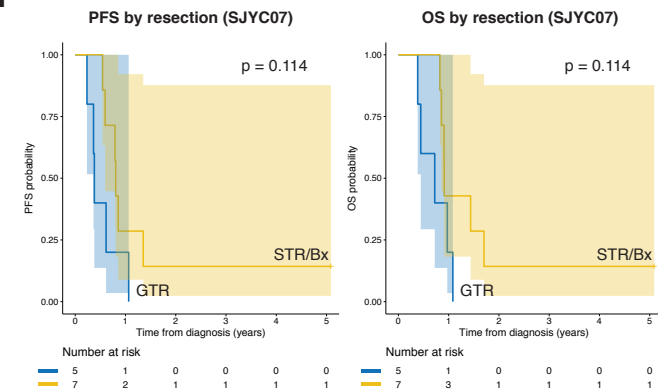 PFS by resection (SJYC07)
p = 0.114
PFS probability
1.00
0.75
0.50
0.25
0.00
STR/Bx
GTR
0 1 2 3 4 5
Time from diagnosis (years)
Number at risk
5 1 0 0 0 0
7 2 1 1 1 1
OS by resection (SJYC07)
p = 0.114
OS probability
1.00
0.75
0.50
0.25
0.00
STR/Bx
GTR
0 1 2 3 4 5
Time from diagnosis (years)
Number at risk
5 1 0 0 0 0
7 3 1 1 1 1